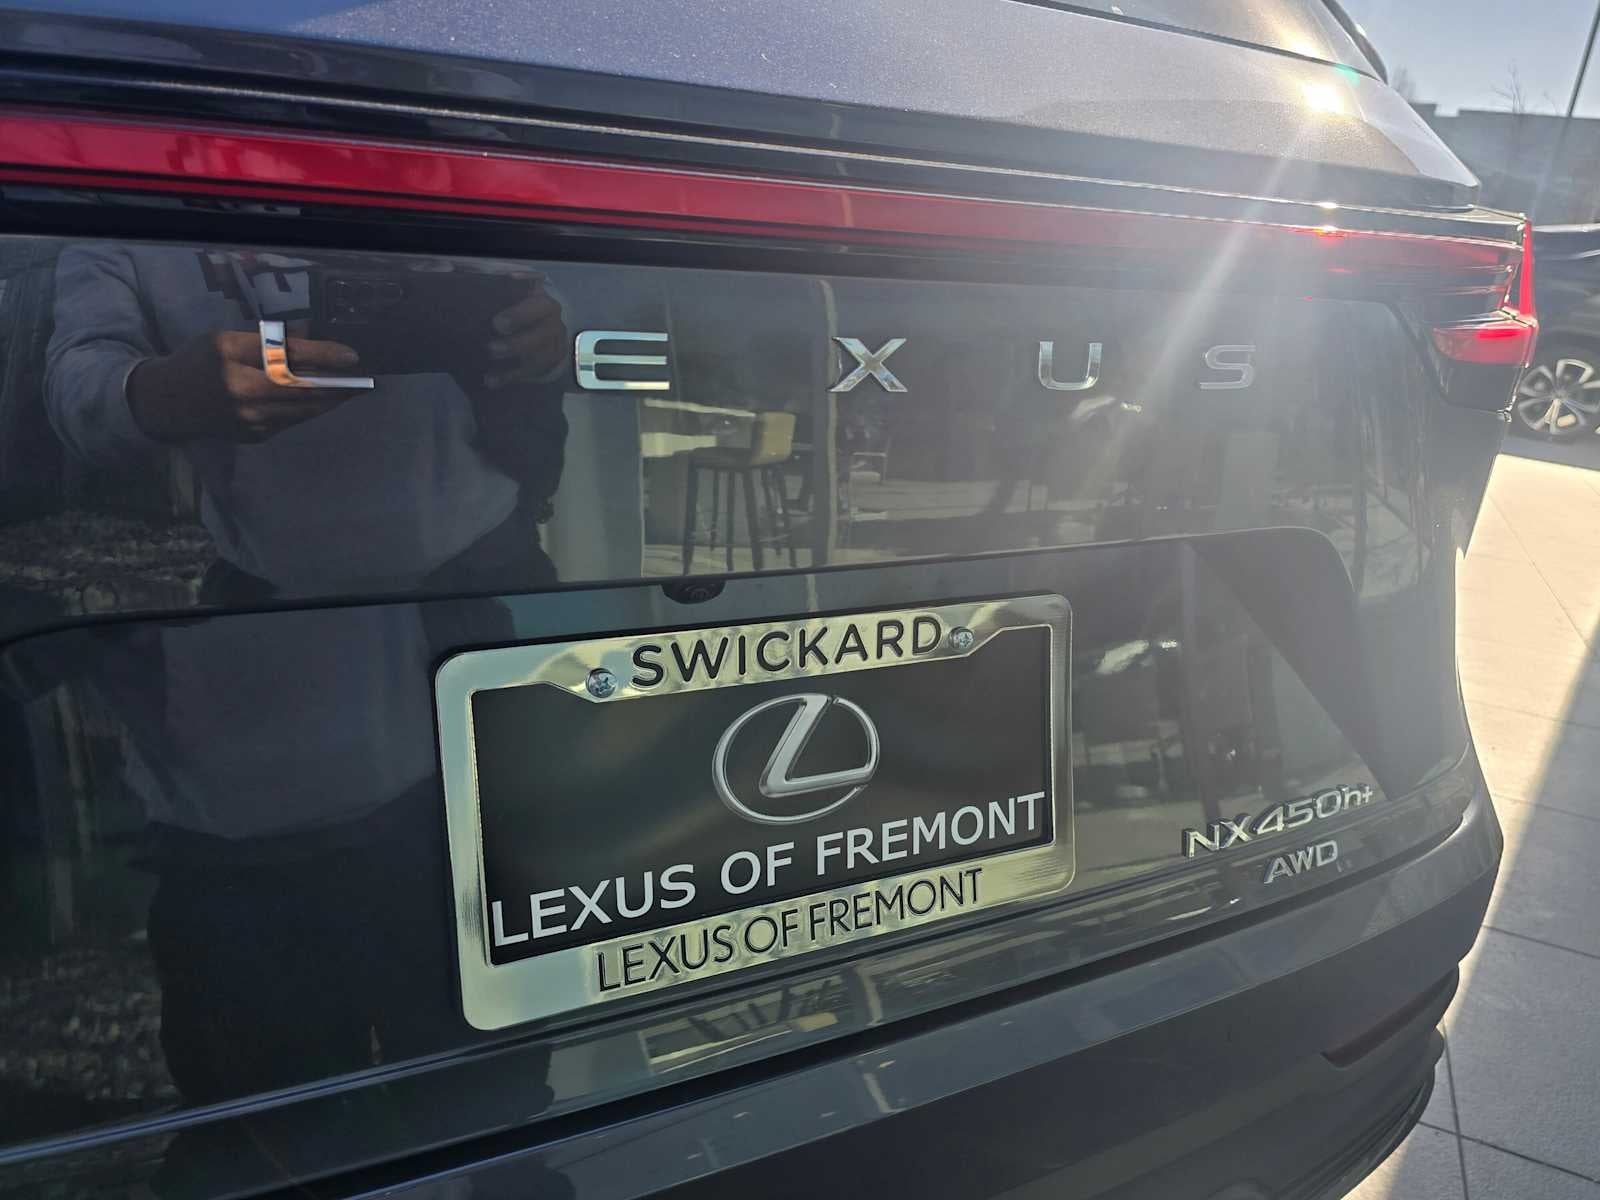 LEXUS
SWICKARD
LEXUS OF FREMONT
LEXUS OF FREMONT
NX450h+
AWD